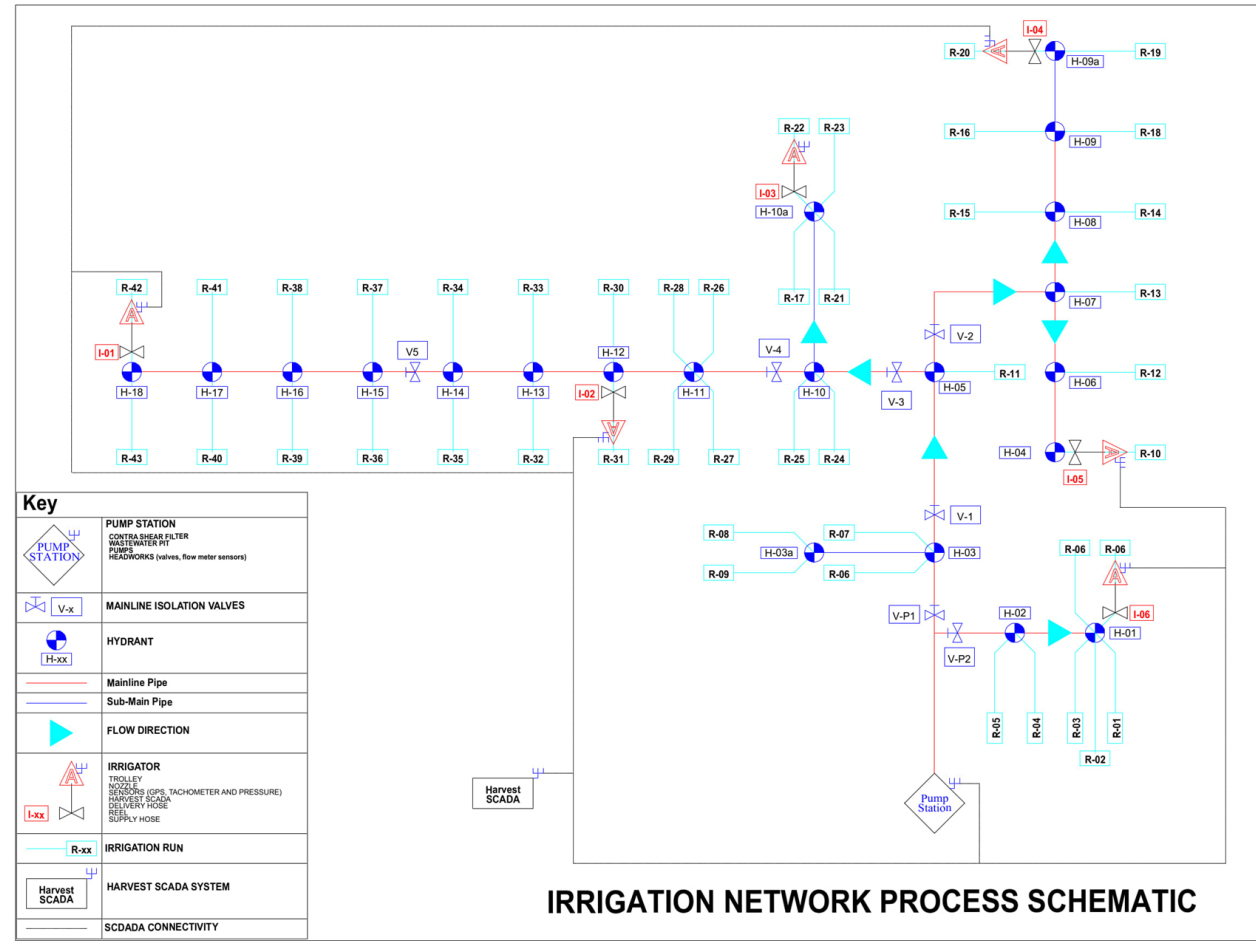 I-04
R-20
A
H-09a
R-19
R-22
R-23
R-16
H-09
R-18
A
I-03
H-10a
R-15
H-08
R-14
R-42
R-41
R-38
R-37
R-34
R-33
R-30
R-28
R-26
R-17
R-21
H-07
R-13
A
V-2
I-01
V5
H-12
V-4
H-18
H-17
H-16
H-15
H-14
H-13
I-02
H-11
H-10
V-3
H-05
R-11
H-06
R-12
A
R-43
R-40
R-39
R-36
R-35
R-32
R-31
R-29
R-27
R-25
R-24
H-04
A
R-10
I-05
V-1
R-08
R-07
H-03a
H-03
R-09
R-06
R-06
R-06
A
V-P1
H-02
I-06
H-01
V-P2
R-05
R-04
R-03
R-02
R-01
Harvest
SCADA
Pump
Station
Key
PUMP
STATION
PUMP STATION
CONTRA SHEAR FILTER
WASTEWATER PIT
PUMPS
HEADWORKS (valves, flow meter sensors)
V-x
MAINLINE ISOLATION VALVES
H-xx
HYDRANT
Mainline Pipe
Sub-Main Pipe
FLOW DIRECTION
A
I-xx
IRRIGATOR
TROLLEY
NOZZLE
SENSORS (GPS, TACHOMETER AND PRESSURE)
HARVEST SCADA
DELIVERY HOSE
REEL
SUPPLY HOSE
R-xx
IRRIGATION RUN
Harvest
SCADA
HARVEST SCADA SYSTEM
SCDADA CONNECTIVITY
IRRIGATION NETWORK PROCESS SCHEMATIC